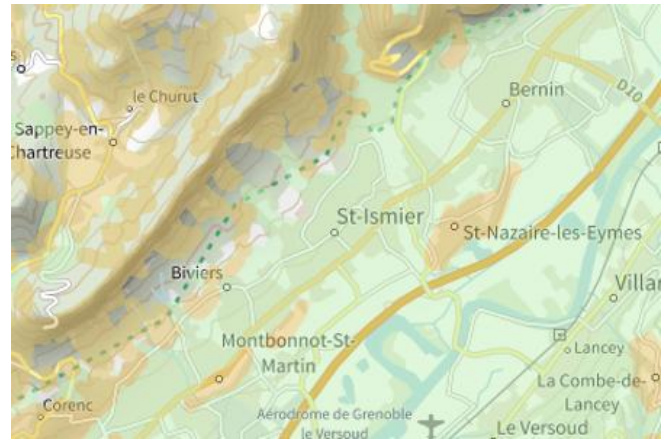 le Churut
Sappey-en-
Chartreuse
Bernin
D10
St-Ismier
St-Nazaire-les-Eymes
Biviers
Villar
Montbonnot-St-
Martin
Lancey
La Combe-de-
Lancey
Corenc
Aérodrome de Grenoble
le Versoud
Le Versoud